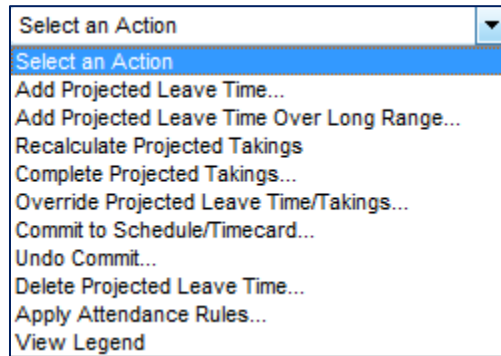 Select an Action
Select an Action
Add Projected Leave Time...
Add Projected Leave Time Over Long Range...
Recalculate Projected Takings
Complete Projected Takings...
Override Projected Leave Time/Takings...
Commit to Schedule/Timecard...
Undo Commit...
Delete Projected Leave Time...
Apply Attendance Rules...
View Legend